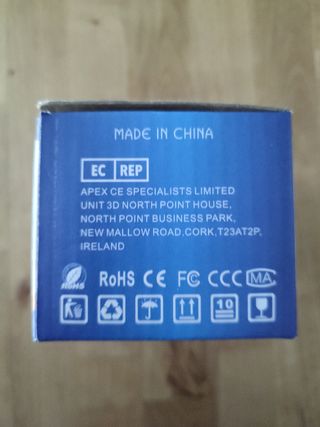 MADE IN CHINA
EC REP
APEX CE SPECIALISTS LIMITED
UNIT 3D NORTH POINT HOUSE,
NORTH POINT BUSINESS PARK,
NEW MALLOW ROAD,CORK,T23AT2P,
IRELAND
ROHS RoHS CE FC CCC MA
10